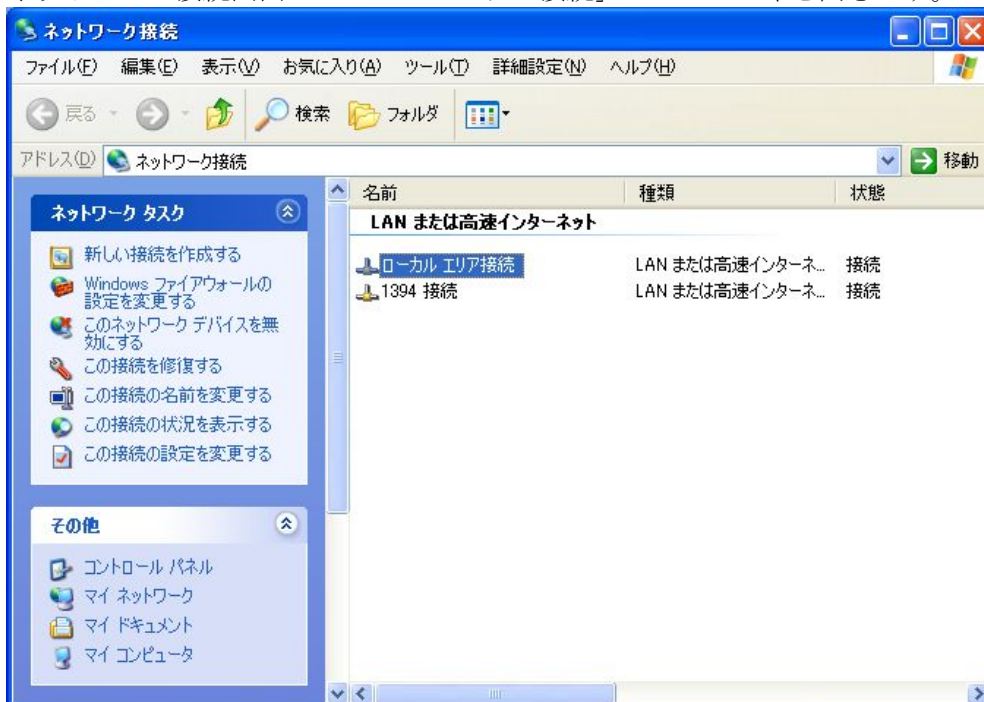 ネットワーク接続
ファイル(F) 編集(E) 表示(V) お気に入り(A) ツール(T) 詳細設定(N) ヘルプ(H)
戻る 検索 フォルダ
アドレス(D) ネットワーク接続 移動
ネットワーク タスク
新しい接続を作成する
Windows ファイアウォールの
設定を変更する
このネットワーク デバイスを無
効にする
この接続を修復する
この接続の名前を変更する
この接続の状況を表示する
この接続の設定を変更する
その他
コントロール パネル
マイ ネットワーク
マイ ドキュメント
マイ コンピュータ
名前 種類 状態
LAN または高速インターネット
ローカル エリア接続 LAN または高速インターネ... 接続
1394 接続 LAN または高速インターネ... 接続